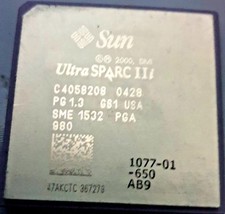 Sun
©Ⓜ 2000, SMI
UltraSPARC IIi
C4058208 0428
PG 1.3 GB1 USA
SME 1532 PGA
980
1077-01
-650
AB9